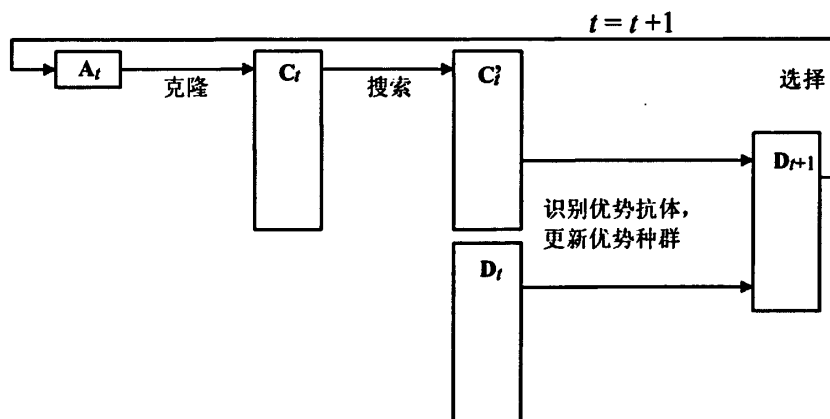 t = t +1
A_t
克隆
C_t
搜索
C_t'
选择
D_{t+1}
识别优势抗体，
更新优势种群
D_t